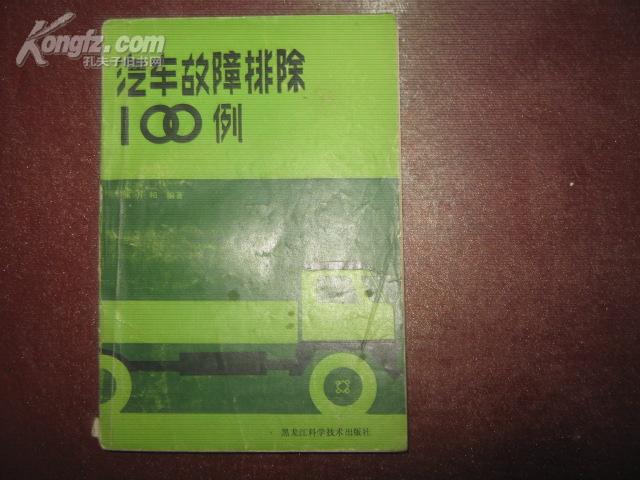 Kongfz.com
孔夫子旧书网
汽车故障排除
100例
编著
黑龙江科学技术出版社